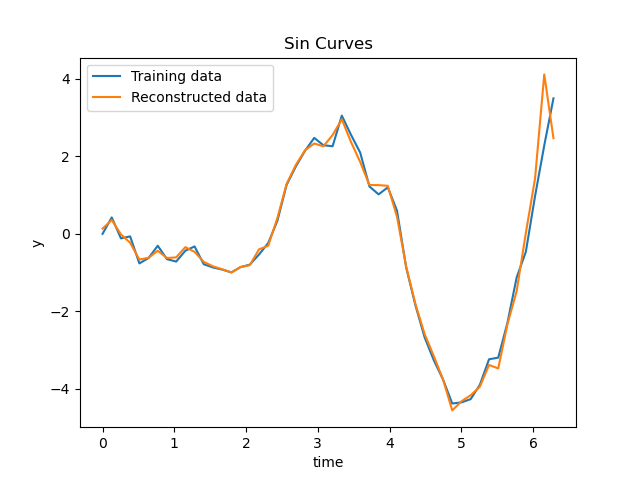 Sin Curves
Training data
Reconstructed data
4
2
0
−2
−4
y
0 1 2 3 4 5 6
time